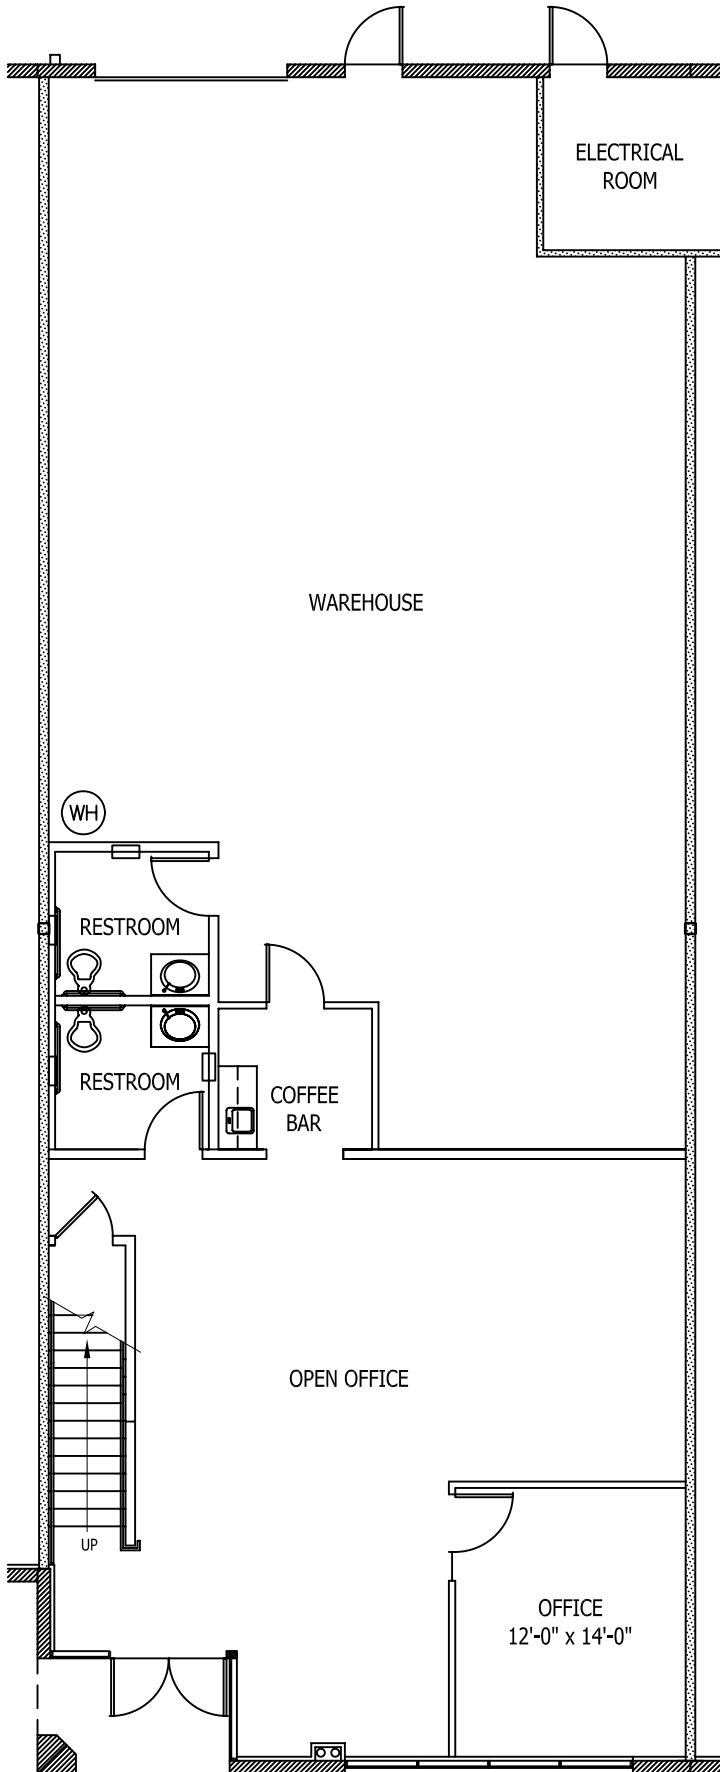 ELECTRICAL
ROOM
WAREHOUSE
WH
RESTROOM
RESTROOM
COFFEE
BAR
OPEN OFFICE
UP
OFFICE
12'-0" x 14'-0"